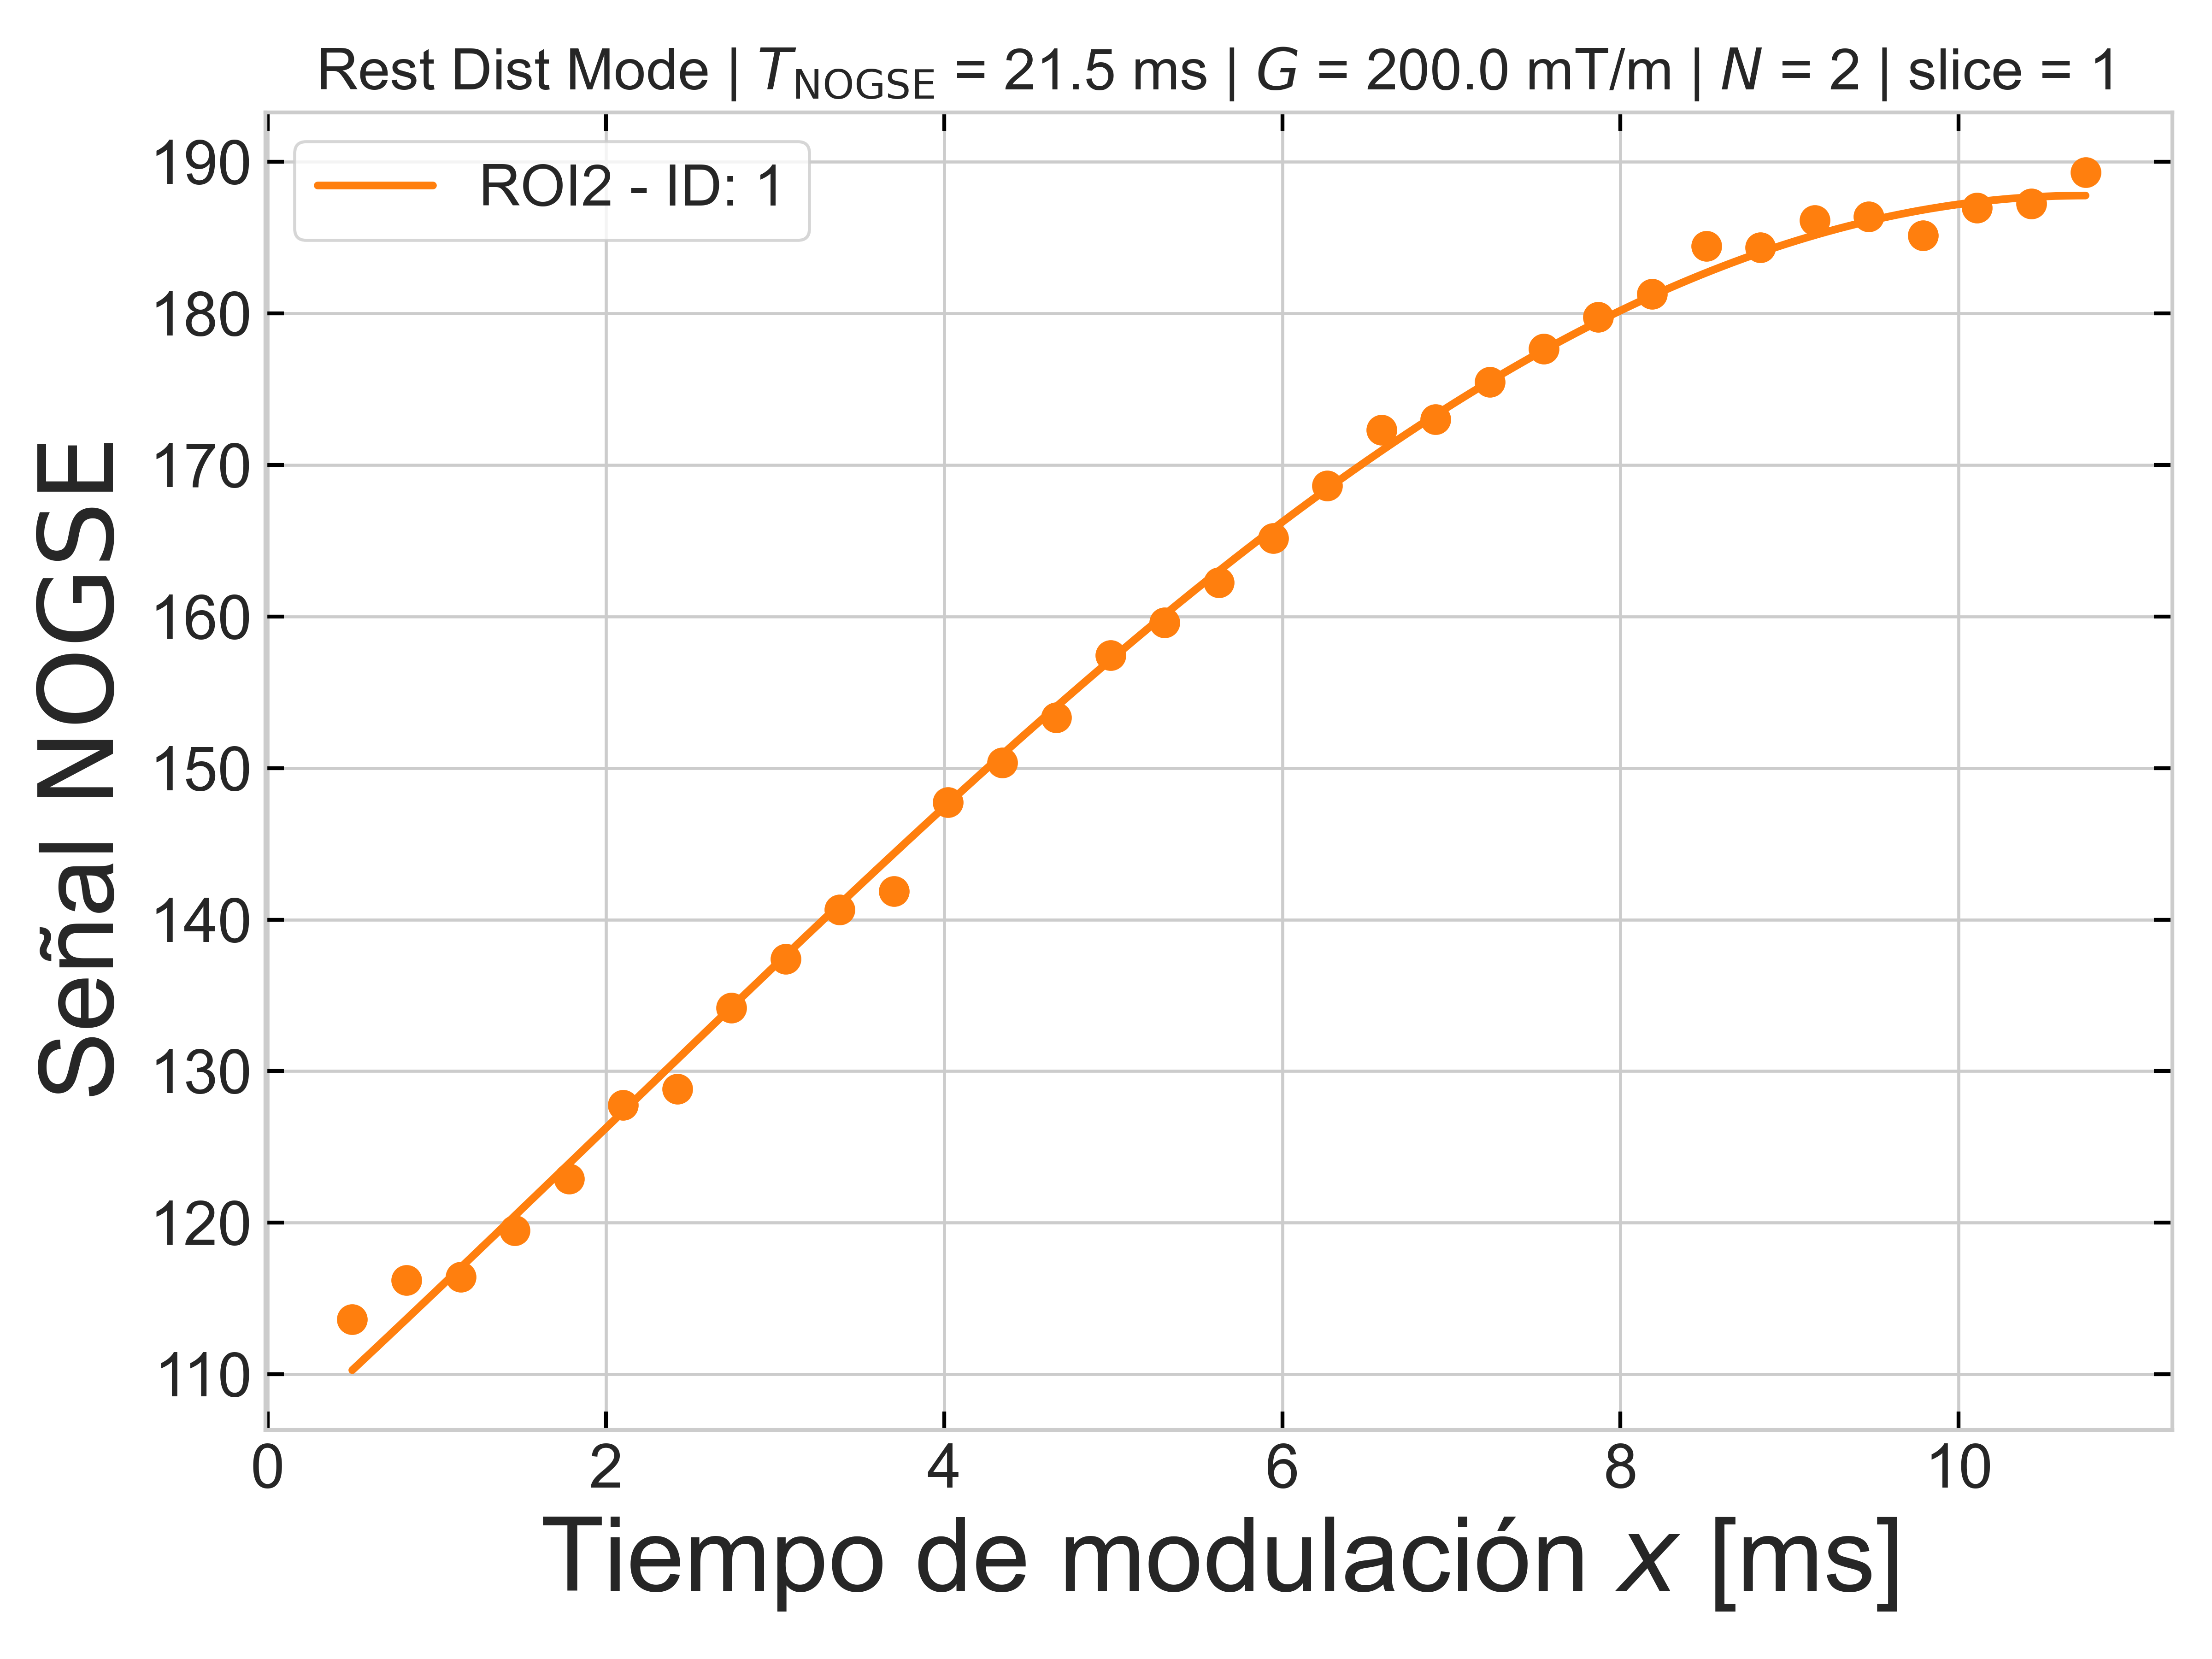 Rest Dist Mode | T_NOGSE = 21.5 ms | G = 200.0 mT/m | N = 2 | slice = 1
ROI2 - ID: 1
Señal NOGSE
190
180
170
160
150
140
130
120
110
0 2 4 6 8 10
Tiempo de modulación x [ms]